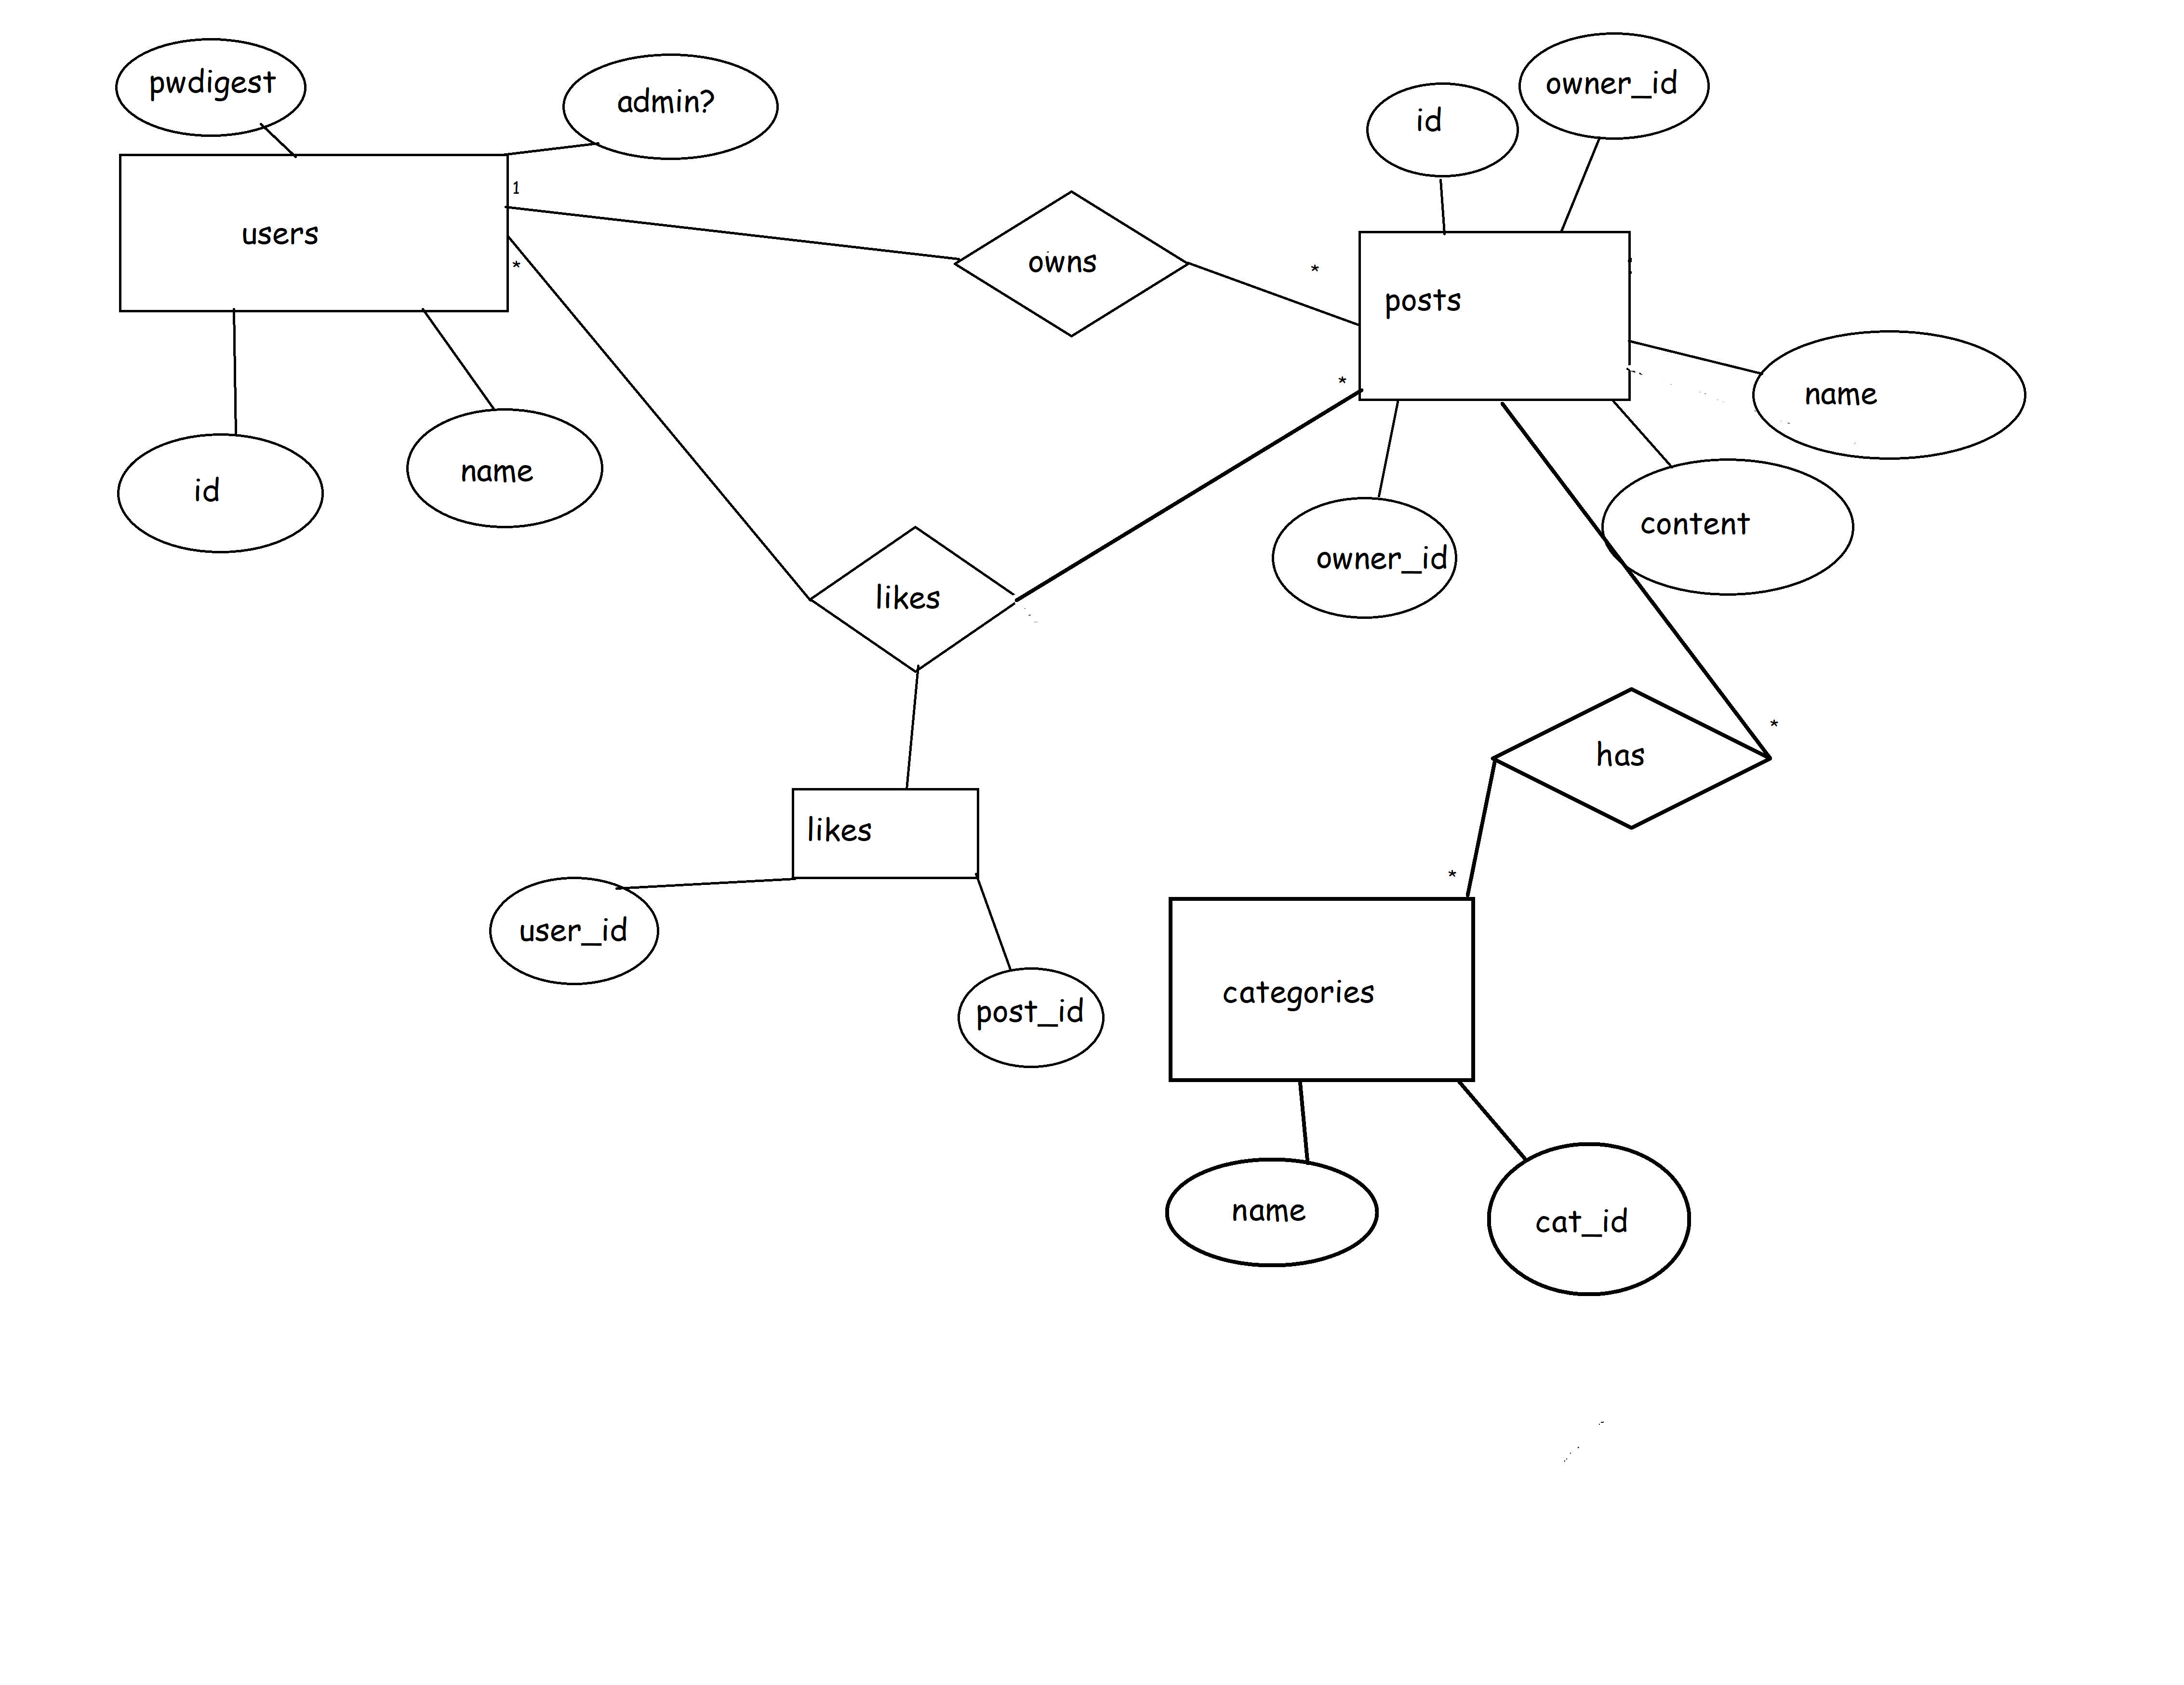 pwdigest
admin?
id
owner_id
1
users
*
owns
*
posts
*
name
id
name
content
owner_id
likes
*
has
likes
*
user_id
post_id
categories
name
cat_id